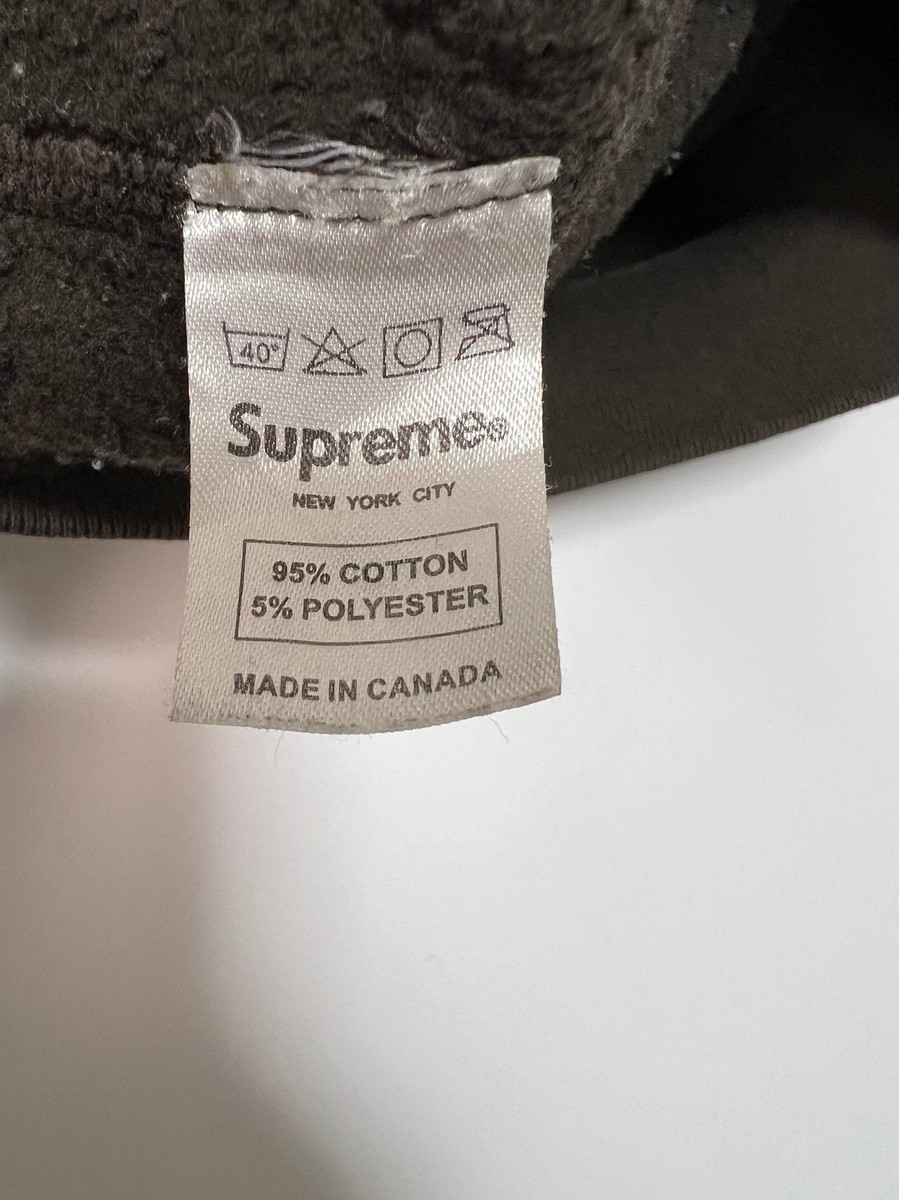 40°
Supreme®
NEW YORK CITY
95% COTTON
5% POLYESTER
MADE IN CANADA